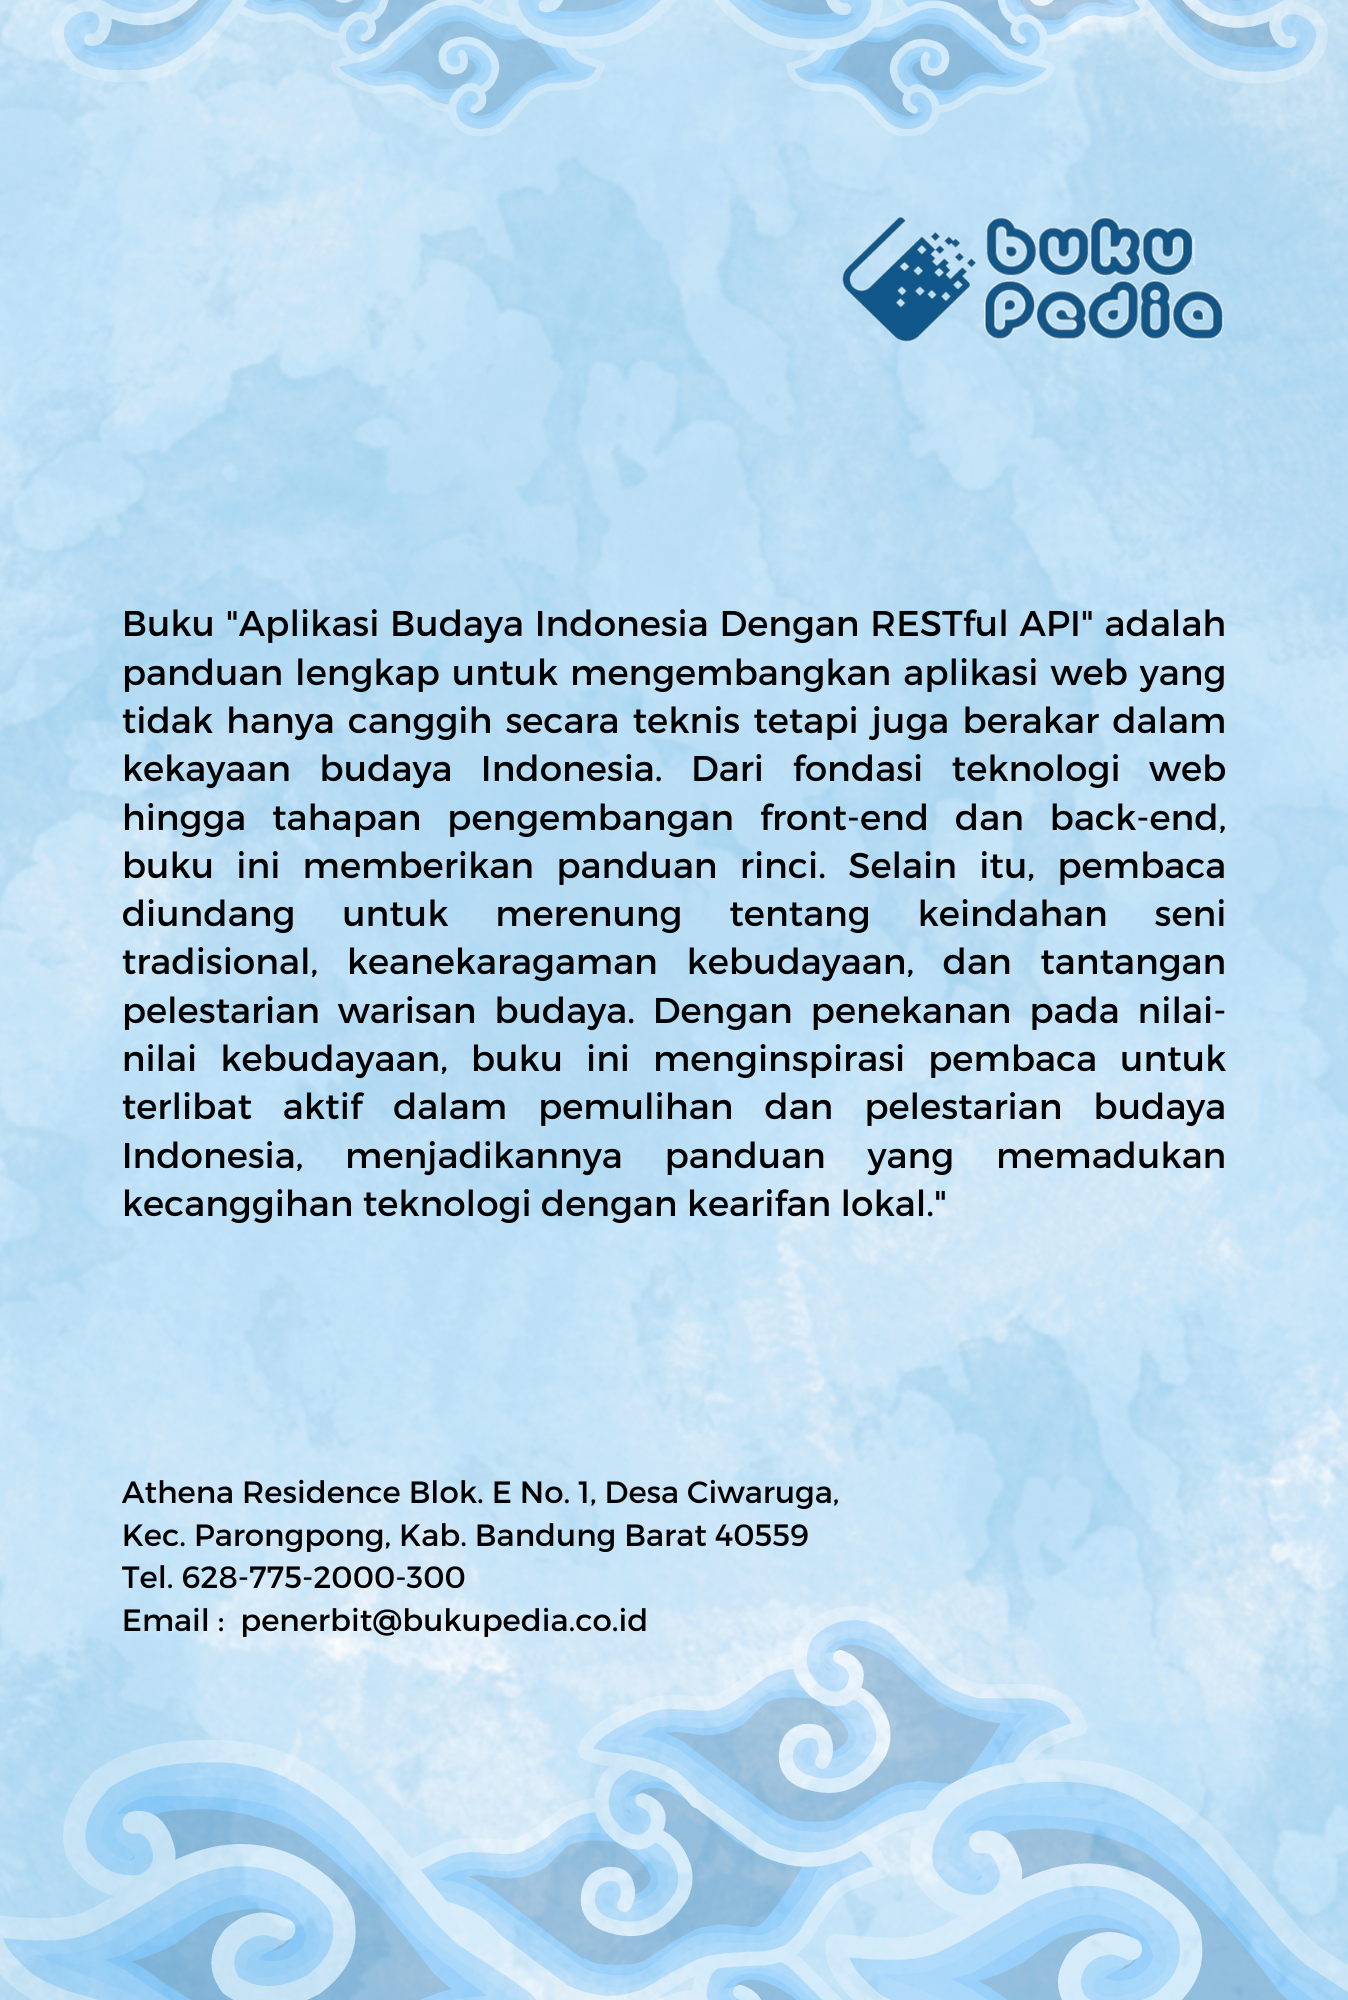 buku
Pedia
Buku "Aplikasi Budaya Indonesia Dengan RESTful API" adalah
panduan lengkap untuk mengembangkan aplikasi web yang
tidak hanya canggih secara teknis tetapi juga berakar dalam
kekayaan budaya Indonesia. Dari fondasi teknologi web
hingga tahapan pengembangan front-end dan back-end,
buku ini memberikan panduan rinci. Selain itu, pembaca
diundang untuk merenung tentang keindahan seni
tradisional, keanekaragaman kebudayaan, dan tantangan
pelestarian warisan budaya. Dengan penekanan pada nilai-
nilai kebudayaan, buku ini menginspirasi pembaca untuk
terlibat aktif dalam pemulihan dan pelestarian budaya
Indonesia, menjadikannya panduan yang memadukan
kecanggihan teknologi dengan kearifan lokal."
Athena Residence Blok. E No. 1, Desa Ciwaruga,
Kec. Parongpong, Kab. Bandung Barat 40559
Tel. 628-775-2000-300
Email : penerbit@bukupedia.co.id